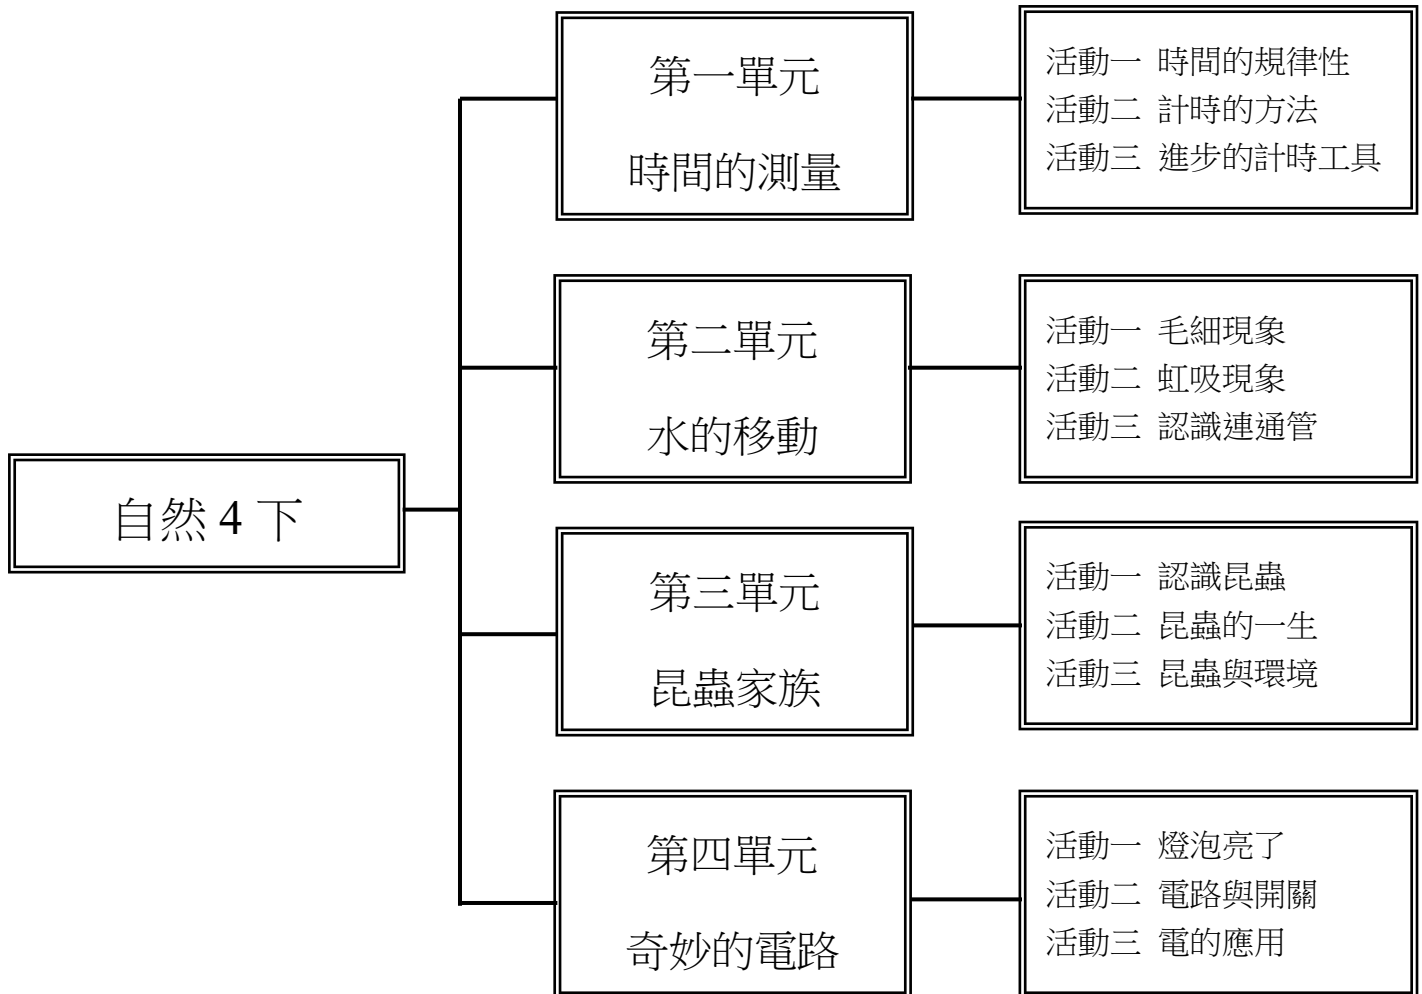 自然 4 下
第一單元
時間的測量
活動一 時間的規律性
活動二 計時的方法
活動三 進步的計時工具
第二單元
水的移動
活動一 毛細現象
活動二 虹吸現象
活動三 認識連通管
第三單元
昆蟲家族
活動一 認識昆蟲
活動二 昆蟲的一生
活動三 昆蟲與環境
第四單元
奇妙的電路
活動一 燈泡亮了
活動二 電路與開關
活動三 電的應用